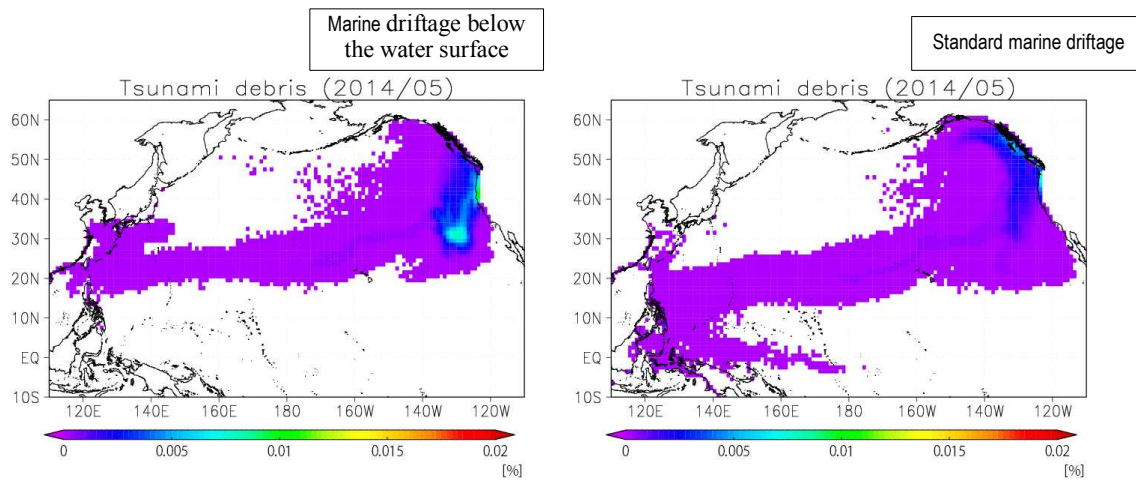 Marine driftage below
the water surface
Standard marine driftage
Tsunami debris (2014/05)
60N
50N
40N
30N
20N
10N
EQ
10S
120E
140E
160E
180
160W
140W
120W
0
0.005
0.01
0.015
0.02
[%]
Tsunami debris (2014/05)
60N
50N
40N
30N
20N
10N
EQ
10S
120E
140E
160E
180
160W
140W
120W
0
0.005
0.01
0.015
0.02
[%]